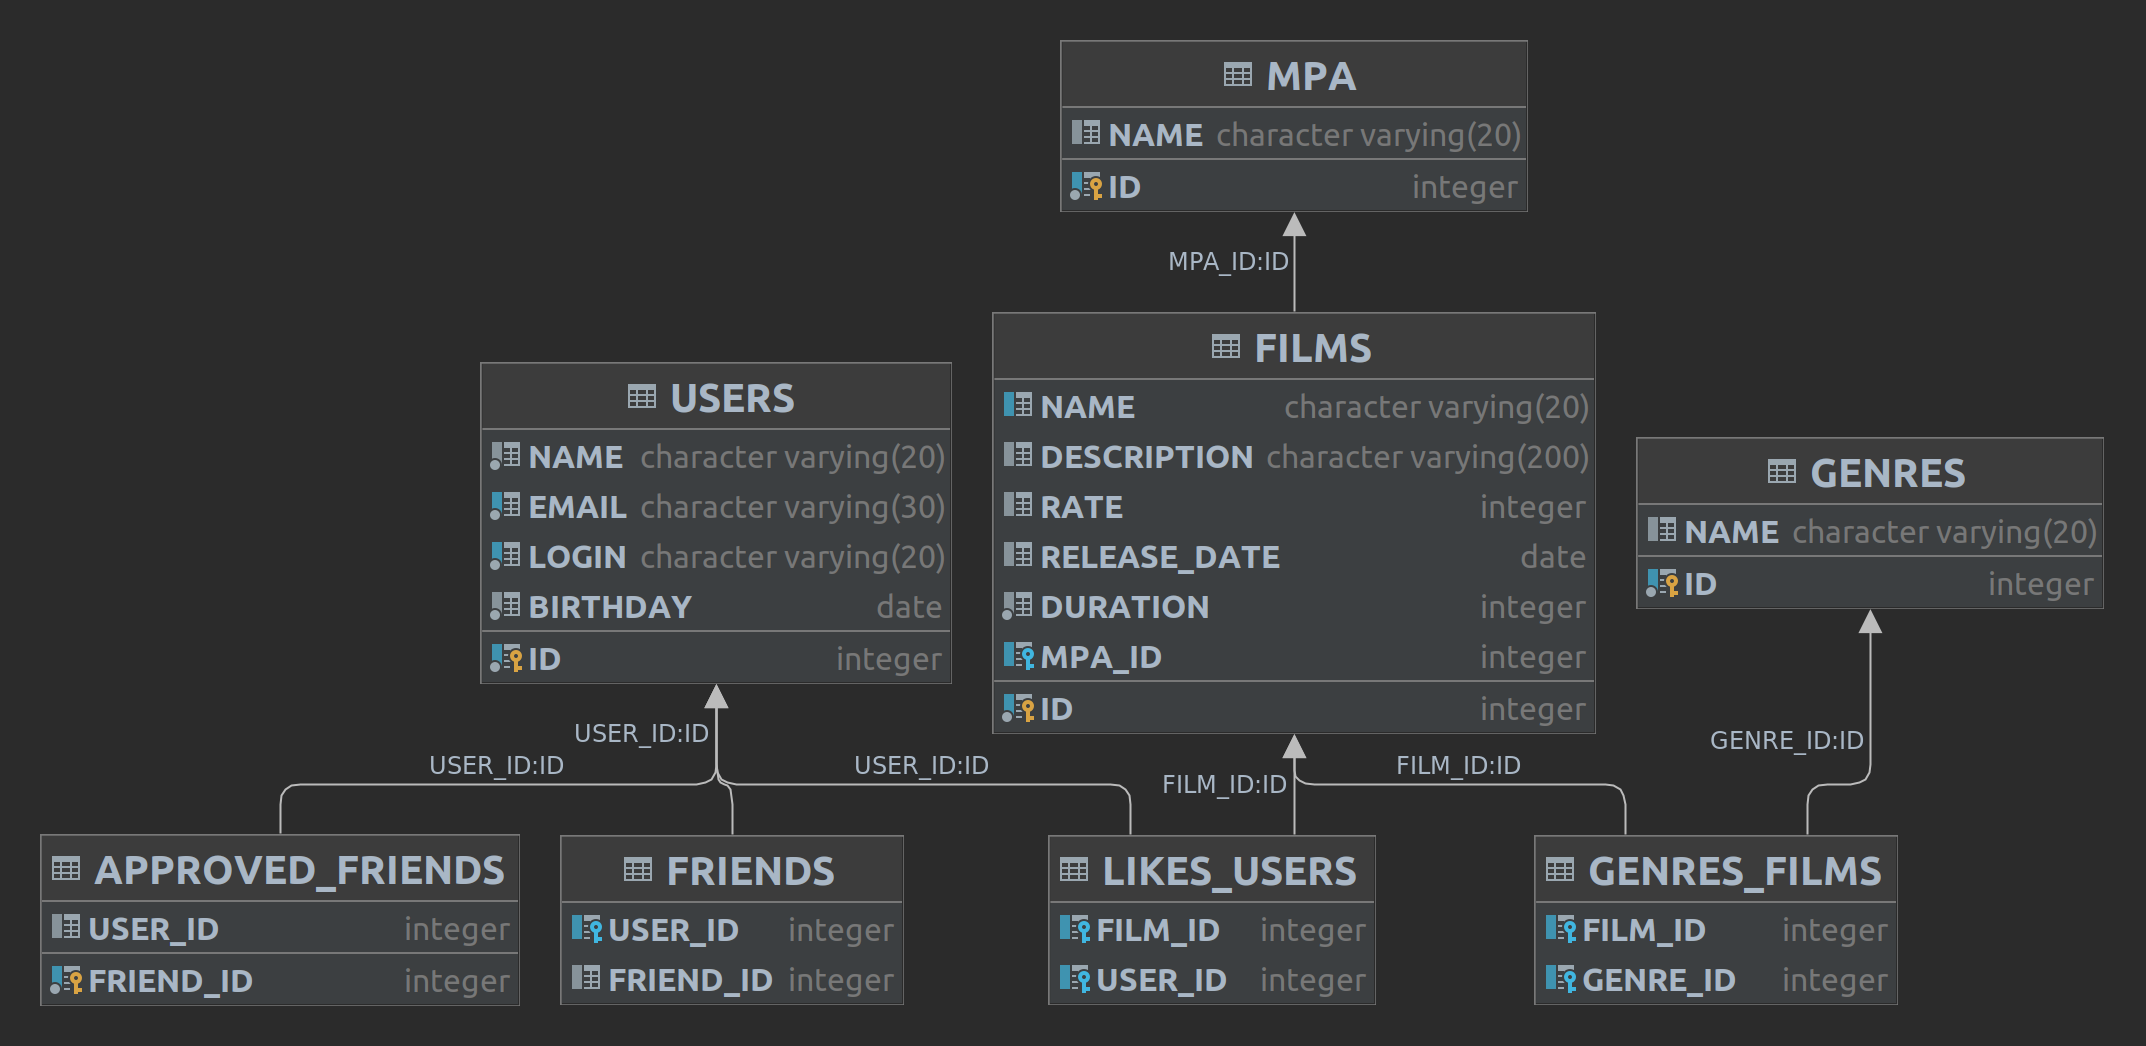 MPA
NAME character varying(20)
ID integer
MPA_ID:ID
FILMS
NAME character varying(20)
DESCRIPTION character varying(200)
RATE integer
RELEASE_DATE date
DURATION integer
MPA_ID integer
ID integer
USERS
NAME character varying(20)
EMAIL character varying(30)
LOGIN character varying(20)
BIRTHDAY date
ID integer
GENRES
NAME character varying(20)
ID integer
USER_ID:ID
USER_ID:ID
USER_ID:ID
FILM_ID:ID
FILM_ID:ID
GENRE_ID:ID
APPROVED_FRIENDS
USER_ID integer
FRIEND_ID integer
FRIENDS
USER_ID integer
FRIEND_ID integer
LIKES_USERS
FILM_ID integer
USER_ID integer
GENRES_FILMS
FILM_ID integer
GENRE_ID integer